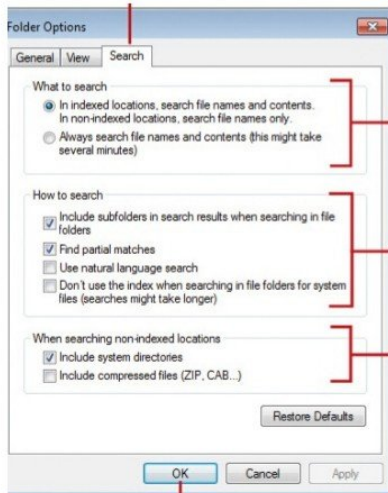 Folder Options
General View Search
What to search
In indexed locations, search file names and contents.
In non-indexed locations, search file names only.
Always search file names and contents (this might take
several minutes)
How to search
Include subfolders in search results when searching in file
folders
Find partial matches
Use natural language search
Don't use the index when searching in file folders for system
files (searches might take longer)
When searching non-indexed locations
Include system directories
Include compressed files (ZIP, CAB...)
Restore Defaults
OK Cancel Apply